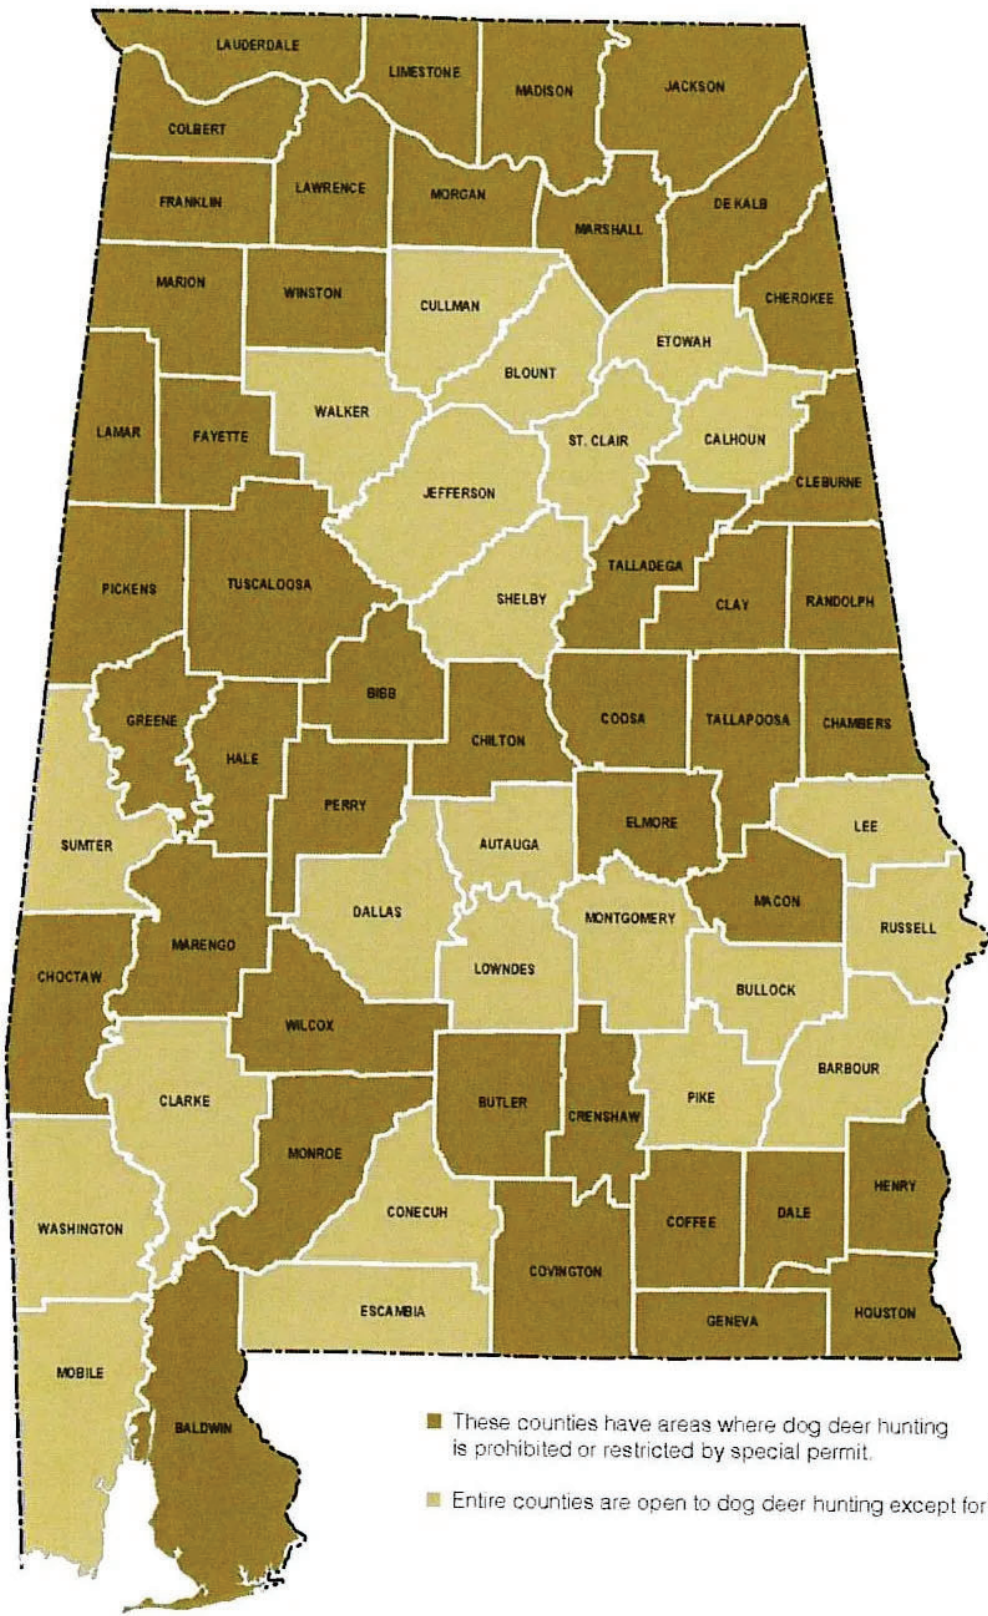 LAUDERDALE
LIMESTONE
MADISON
JACKSON
COLBERT
LAWRENCE
FRANKLIN
MORGAN
DE KALB
MARSHALL
MARION
WINSTON
CULLMAN
CHEROKEE
ETOWAH
BLOUNT
WALKER
LAMAR
FAYETTE
ST. CLAIR
CALHOUN
JEFFERSON
CLEBURNE
TALLADEGA
PICKENS
TUSCALOOSA
SHELBY
CLAY
RANDOLPH
BIBB
GREENE
COOSA
TALLAPOOSA
CHAMBERS
HALE
CHILTON
PERRY
ELMORE
LEE
SUMTER
AUTAUGA
MACON
DALLAS
MONTGOMERY
RUSSELL
MARENGO
CHOCTAW
LOWNDES
BULLOCK
WILCOX
BARBOUR
CLARKE
BUTLER
CRENSHAW
PIKE
MONROE
HENRY
CONECUH
COFFEE
DALE
WASHINGTON
COVINGTON
ESCAMBIA
GENEVA
HOUSTON
MOBILE
BALDWIN
These counties have areas where dog deer hunting
is prohibited or restricted by special permit.
Entire counties are open to dog deer hunting except for